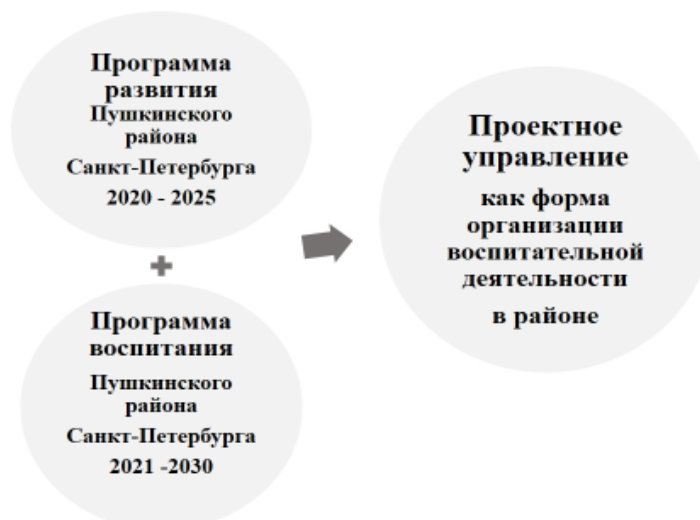 Программа
развития
Пушкинского
района
Санкт-Петербурга
2020 - 2025
Программа
воспитания
Пушкинского
района
Санкт-Петербурга
2021 -2030
Проектное
управление
как форма
организации
воспитательной
деятельности
в районе